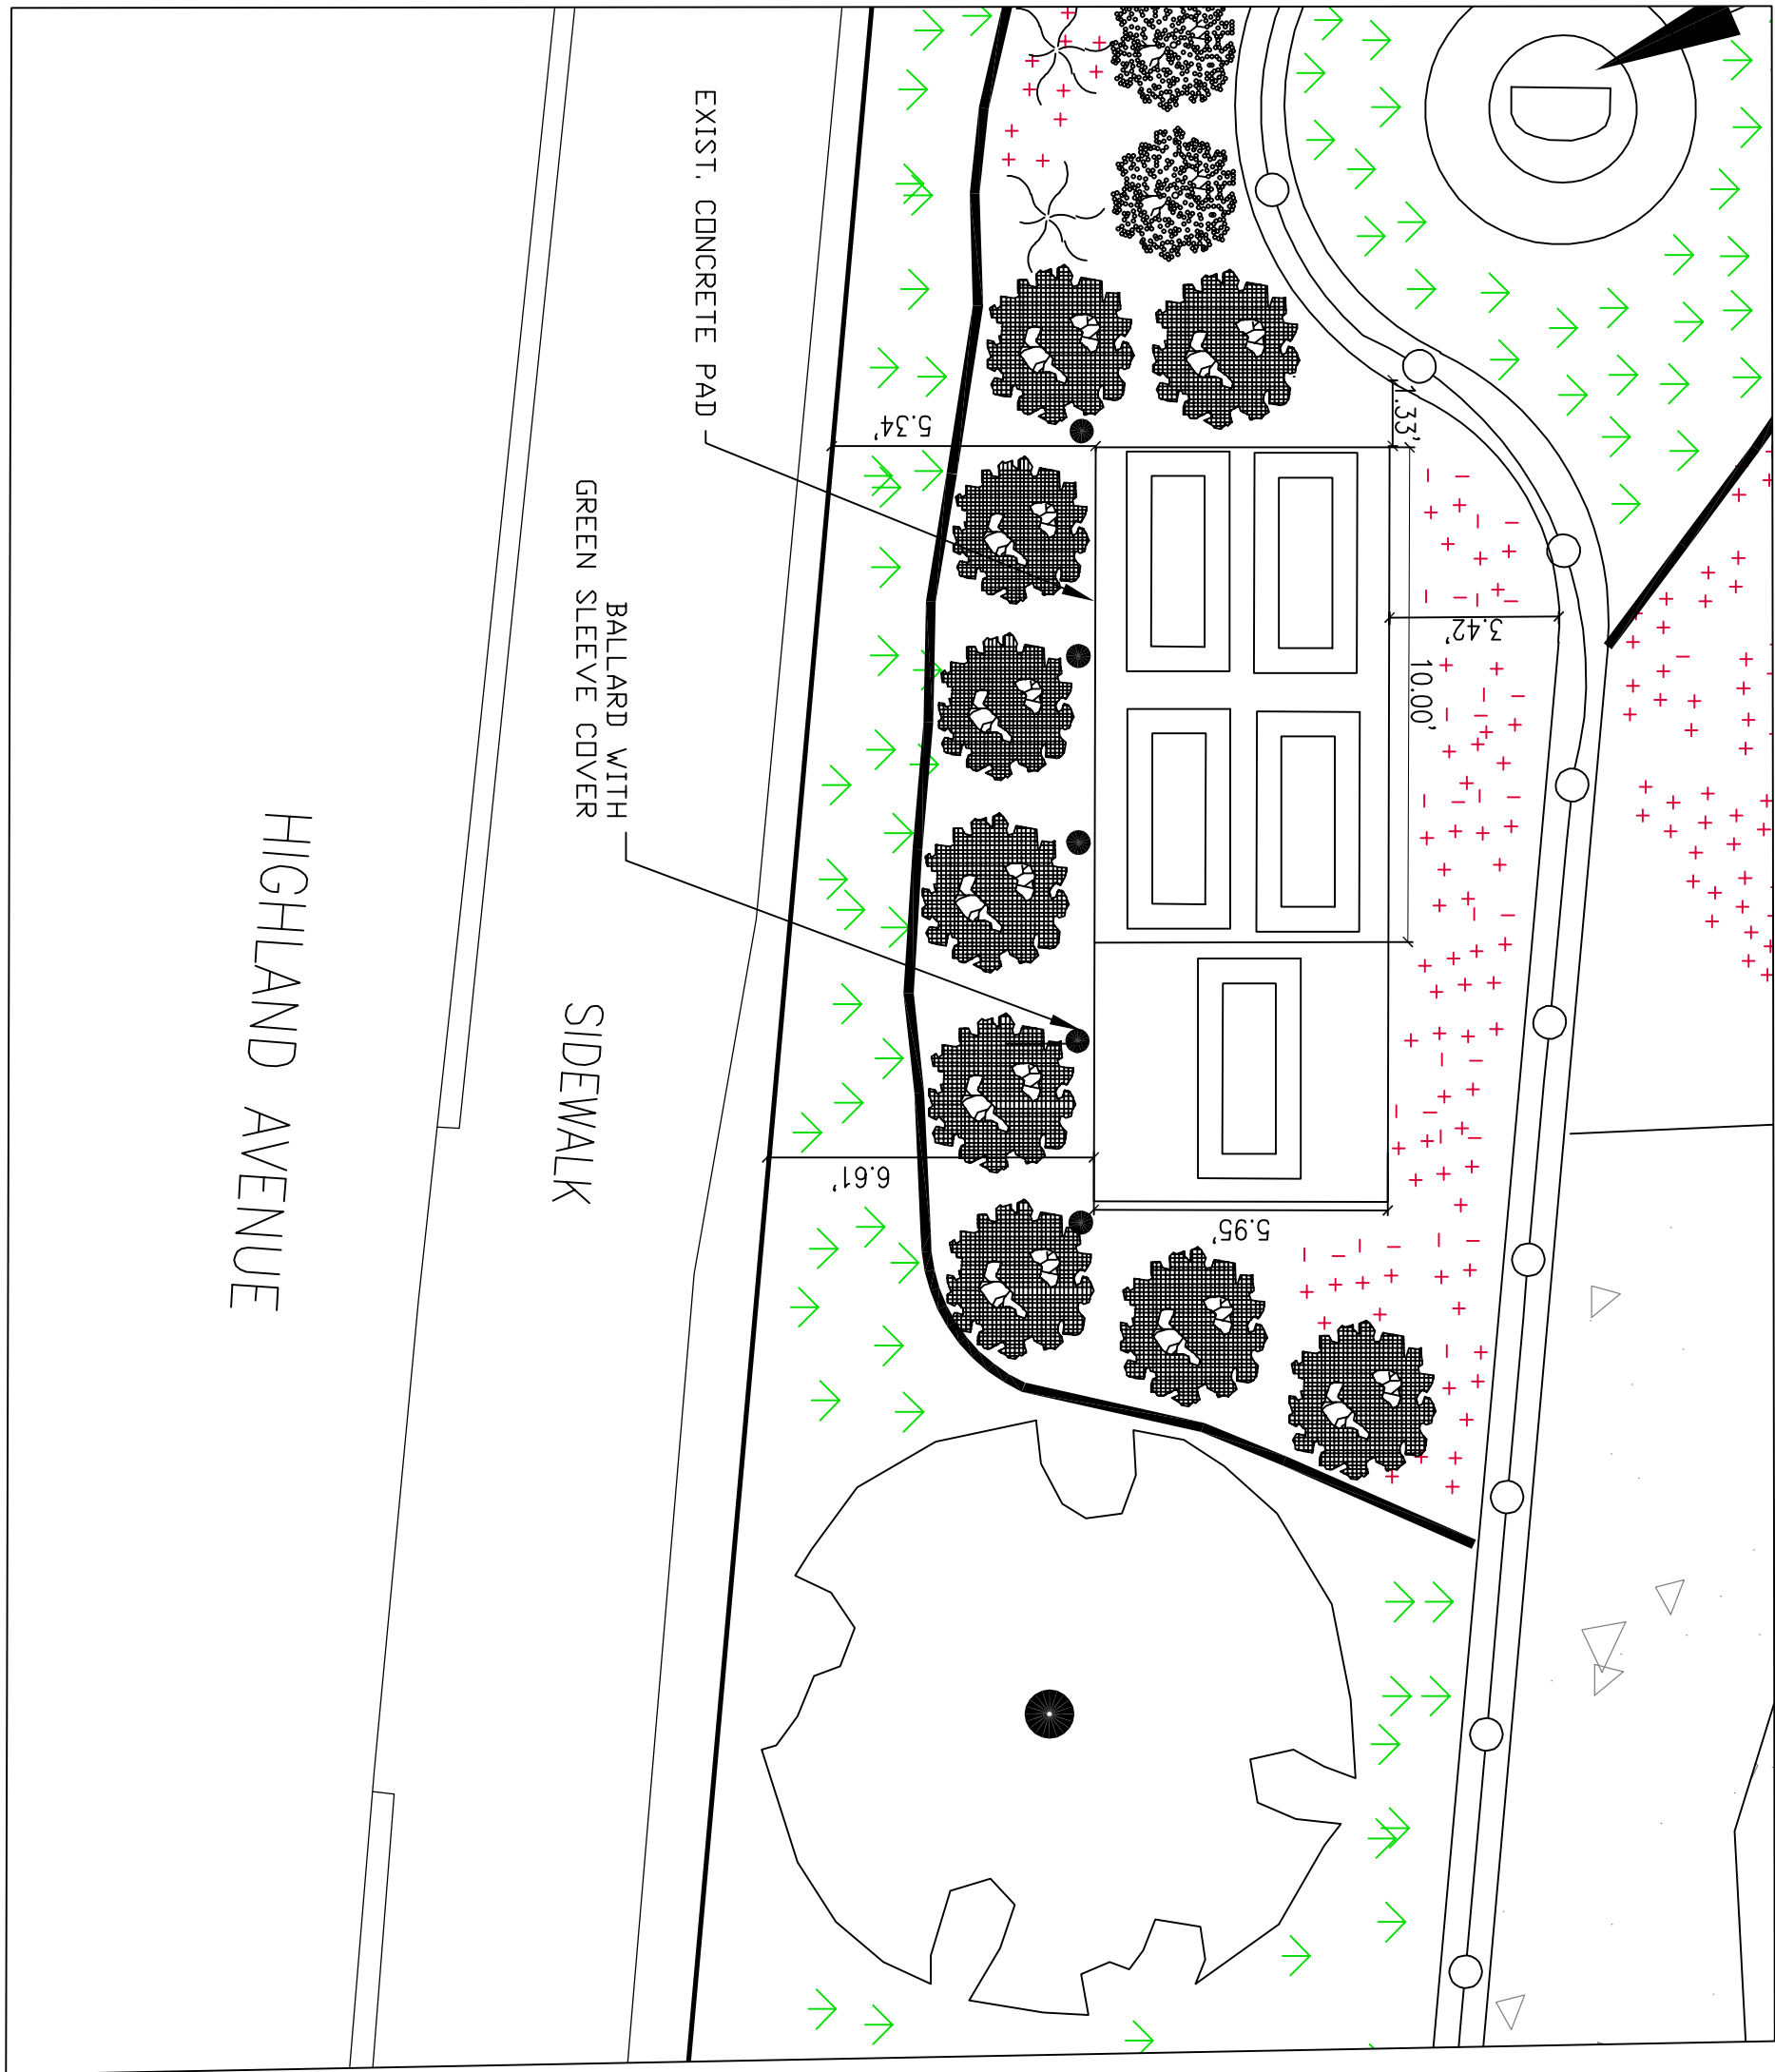 EXIST. CONCRETE PAD
BALLARD WITH
GREEN SLEEVE COVER
HIGHLAND AVENUE
SIDEWALK
5.34'
1.33'
3.42'
10.00'
6.61'
5.95'